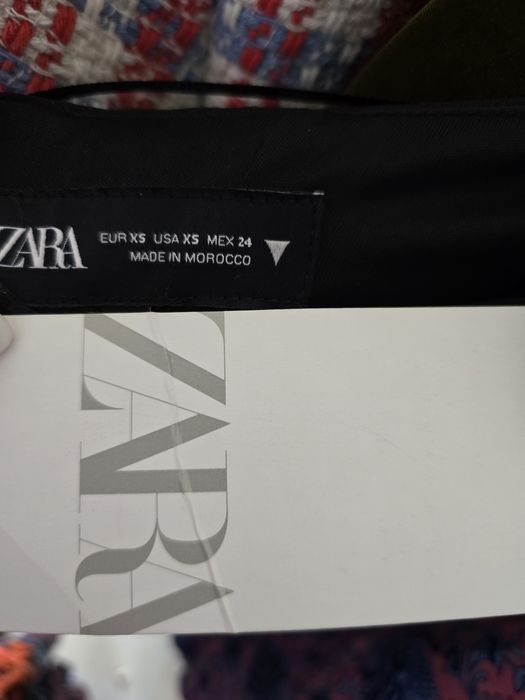 ZARA
EUR XS USA XS MEX 24
MADE IN MOROCCO
ZARA